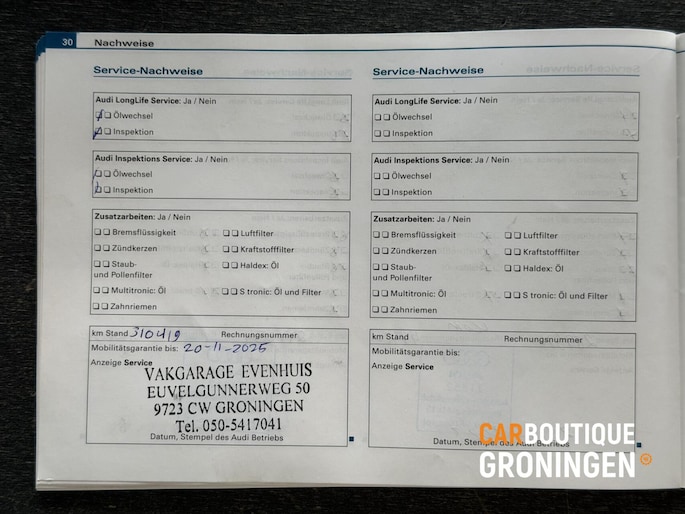 30 Nachweise
Service-Nachweise
Audi LongLife Service: Ja / Nein
Ölwechsel
Inspektion
Audi Inspektions Service: Ja / Nein
Ölwechsel
Inspektion
Zusatzarbeiten: Ja / Nein
Bremsflüssigkeit Luftfilter
Zündkerzen Kraftstofffilter
Staub- Haldex: Öl
und Pollenfilter
Multitronic: Öl S tronic: Öl und Filter
Zahnriemen
km Stand 310419 Rechnungsnummer
Mobilitätsgarantie bis: 20-11-2025
Anzeige Service
VAKGARAGE EVENHUIS
EUVELGUNNERWEG 50
9723 CW GRONINGEN
Tel. 050-5417041
Datum, Stempel des Audi Betriebs
Service-Nachweise
Audi LongLife Service: Ja / Nein
Ölwechsel
Inspektion
Audi Inspektions Service: Ja / Nein
Ölwechsel
Inspektion
Zusatzarbeiten: Ja / Nein
Bremsflüssigkeit Luftfilter
Zündkerzen Kraftstofffilter
Staub- Haldex: Öl
und Pollenfilter
Multitronic: Öl S tronic: Öl und Filter
Zahnriemen
km Stand Rechnungsnummer
Mobilitätsgarantie bis:
Anzeige Service
Datum, Stempel des Audi Betriebs
CARBOUTIQUE
GRONINGEN